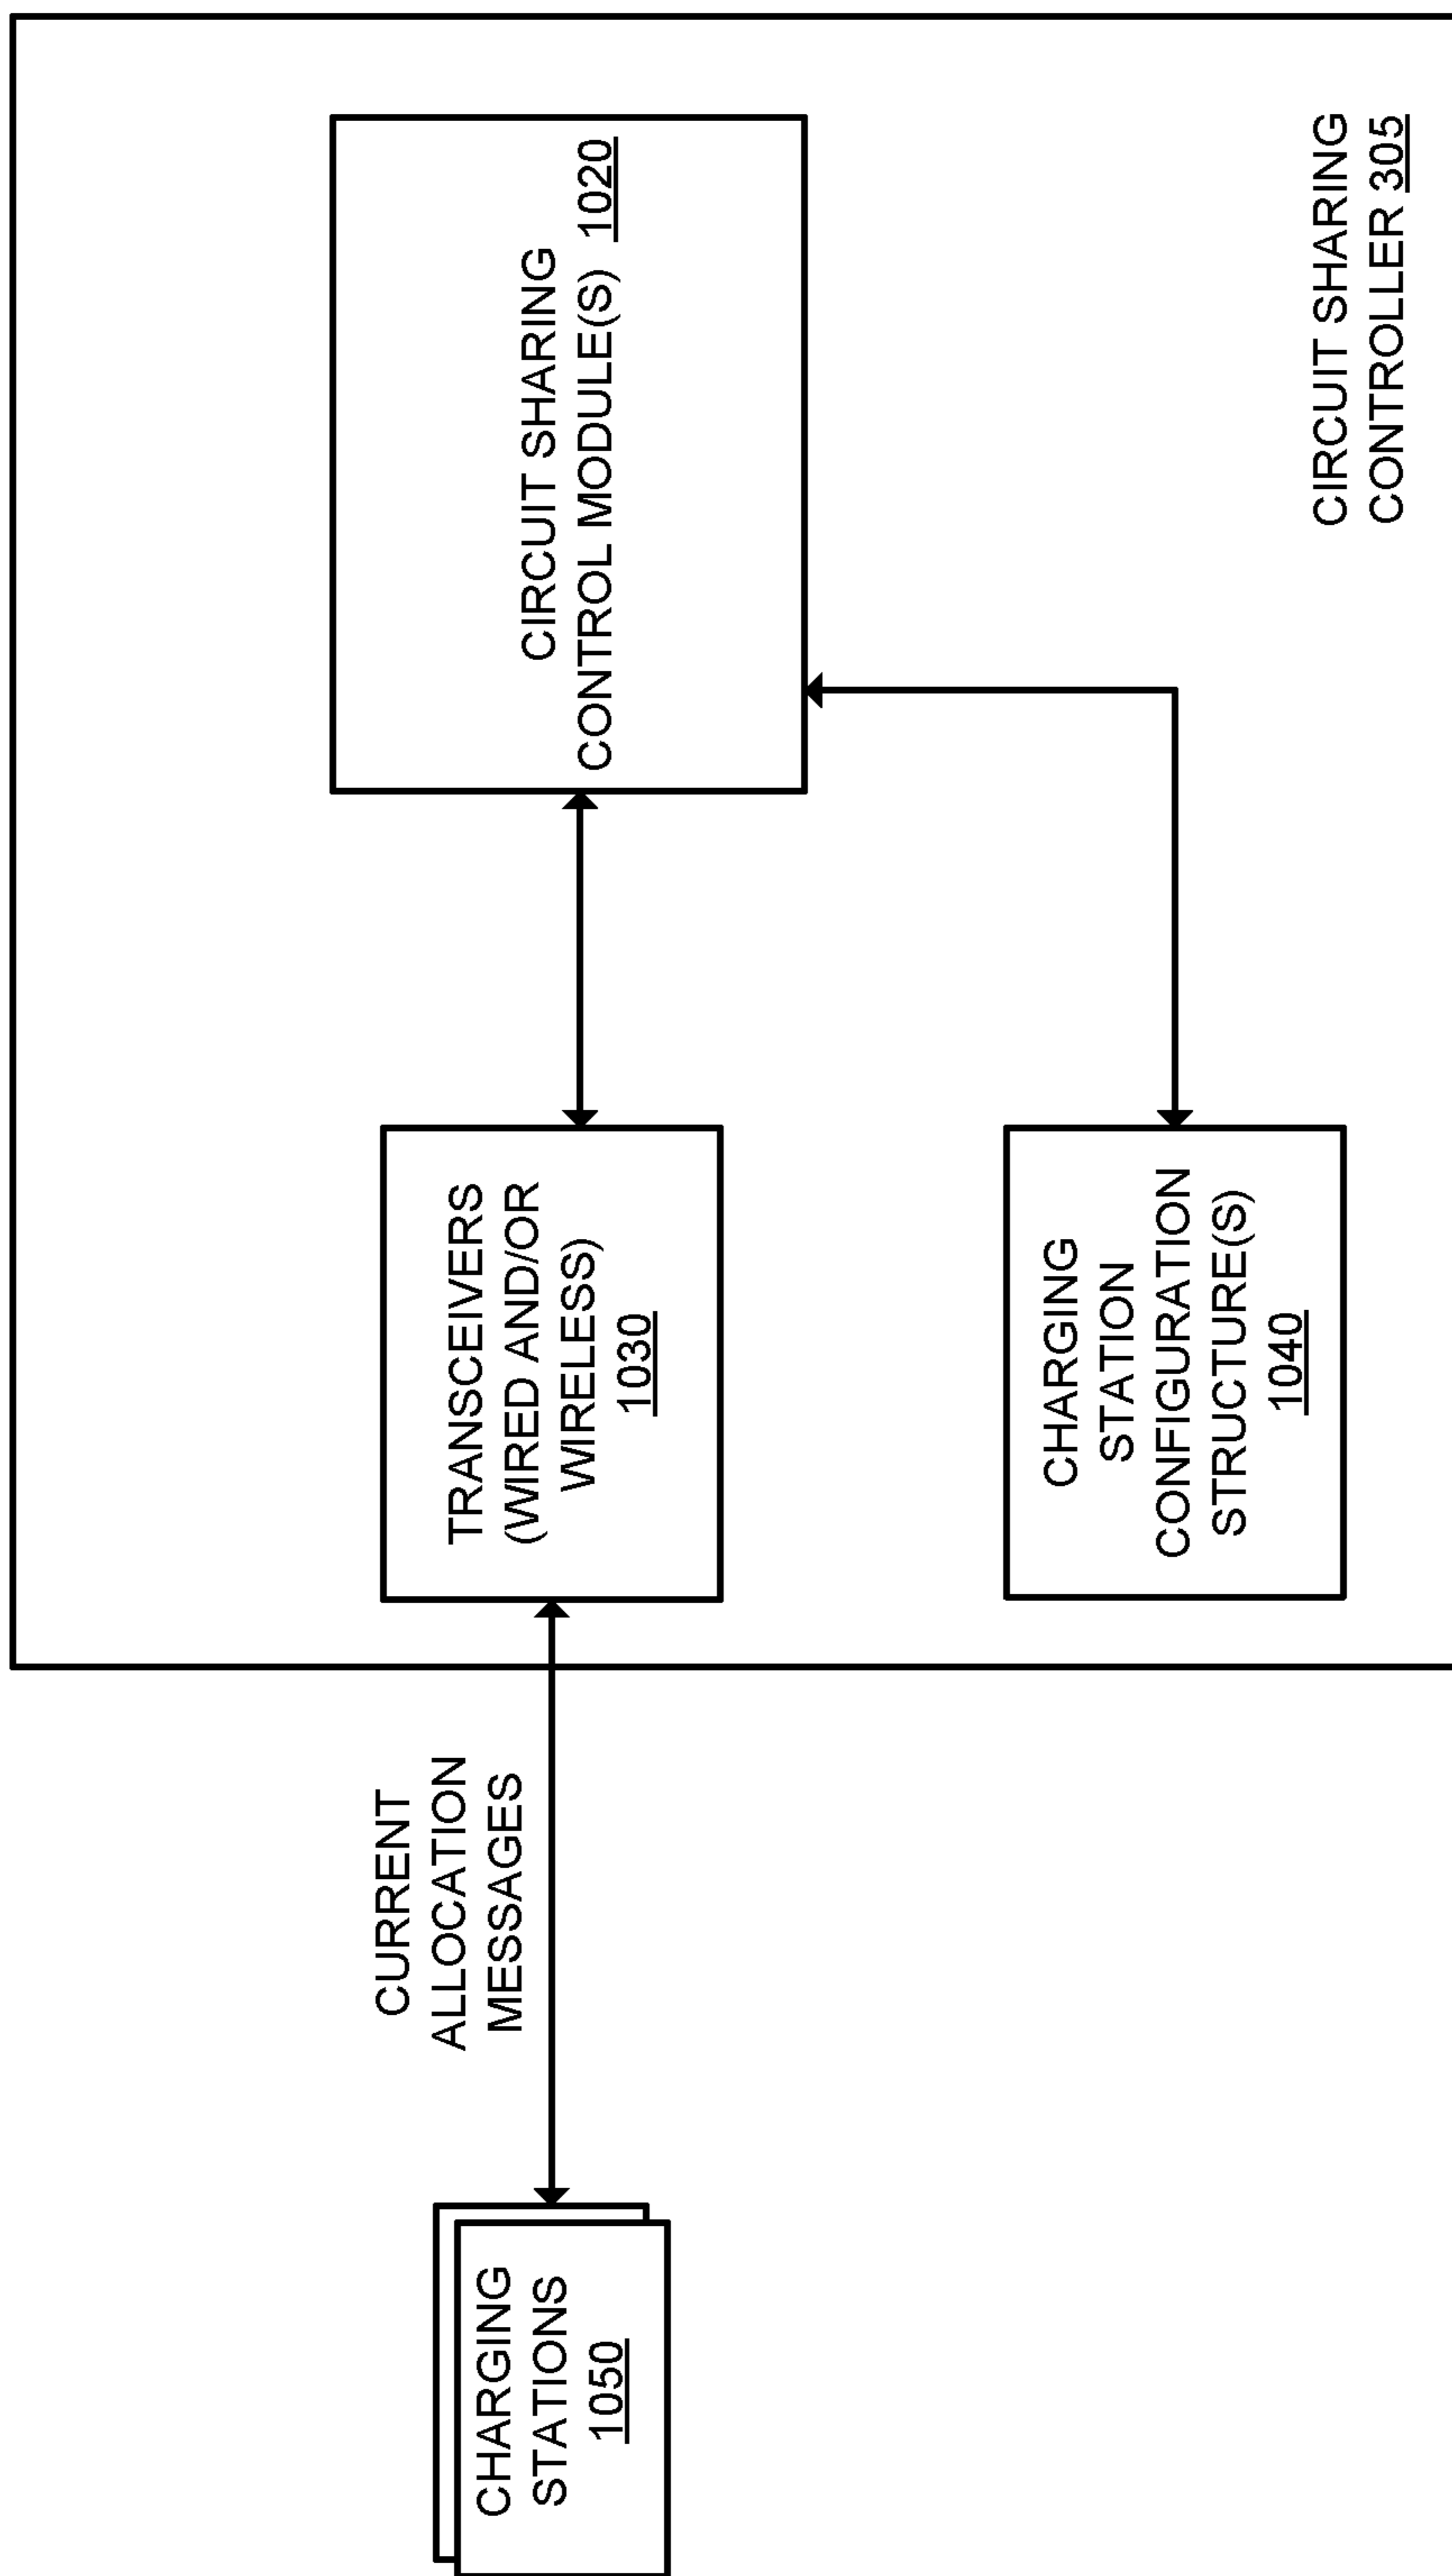 CHARGING
STATIONS
1050
CURRENT
ALLOCATION
MESSAGES
TRANSCEIVERS
(WIRED AND/OR
WIRELESS)
1030
CIRCUIT SHARING
CONTROL MODULE(S) 1020
CHARGING
STATION
CONFIGURATION
STRUCTURE(S)
1040
CIRCUIT SHARING
CONTROLLER 305